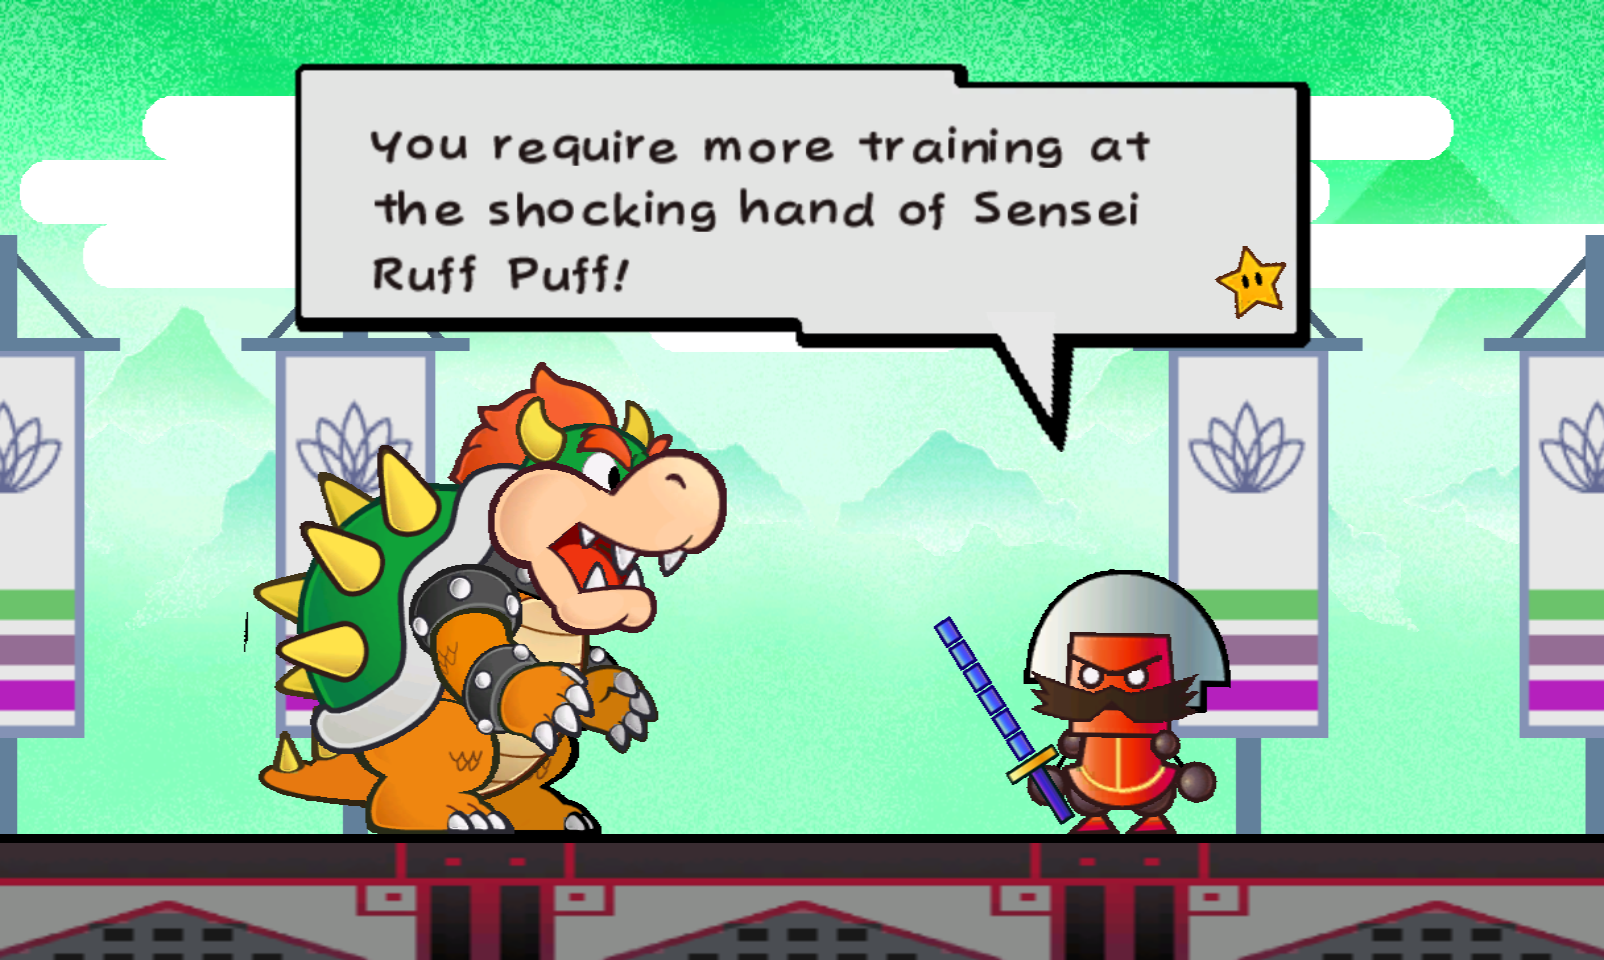 You require more training at
the shocking hand of Sensei
Ruff Puff!